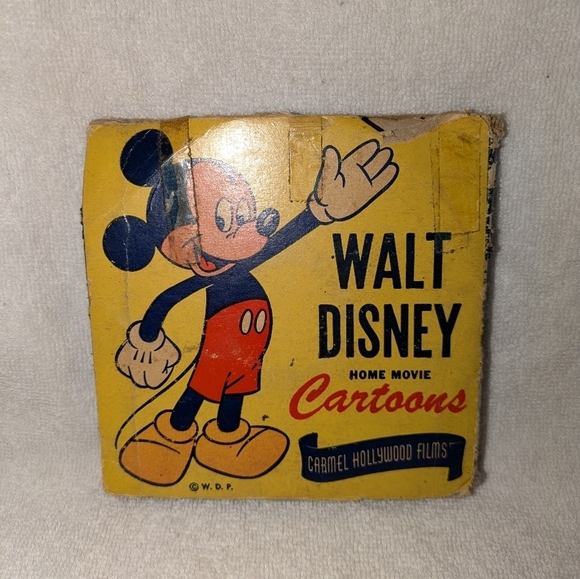 WALT
DISNEY
HOME MOVIE
Cartoons
CARMEL HOLLYWOOD FILMS
© W. D. P.